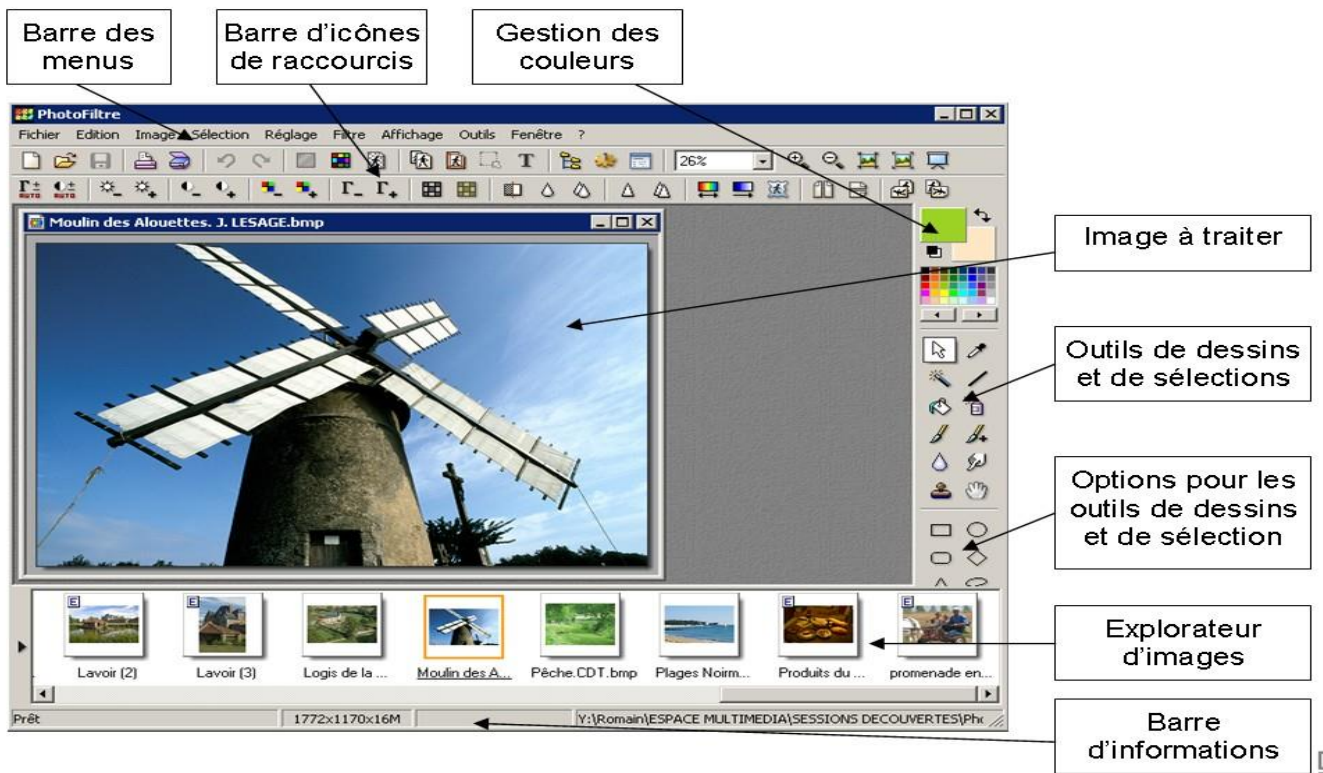 Barre des
menus
Barre d'icônes
de raccourcis
Gestion des
couleurs
PhotoFiltre
Fichier Edition Image Sélection Réglage Filtre Affichage Outils Fenêtre ?
T 26%
AUTO AUTO
Moulin des Alouettes. J. LESAGE.bmp
Image à traiter
Outils de dessins
et de sélections
Options pour les
outils de dessins
et de sélection
Explorateur
d'images
Barre
d'informations
E E E E
Lavoir (2) Lavoir (3) Logis de la ... Moulin des A... Pêche.CDT.bmp Plages Noirm... Produits du ... promenade en...
Prêt 1772x1170x16M Y:\Romain\ESPACE MULTIMEDIA\SESSIONS DECOUVERTES\Pho